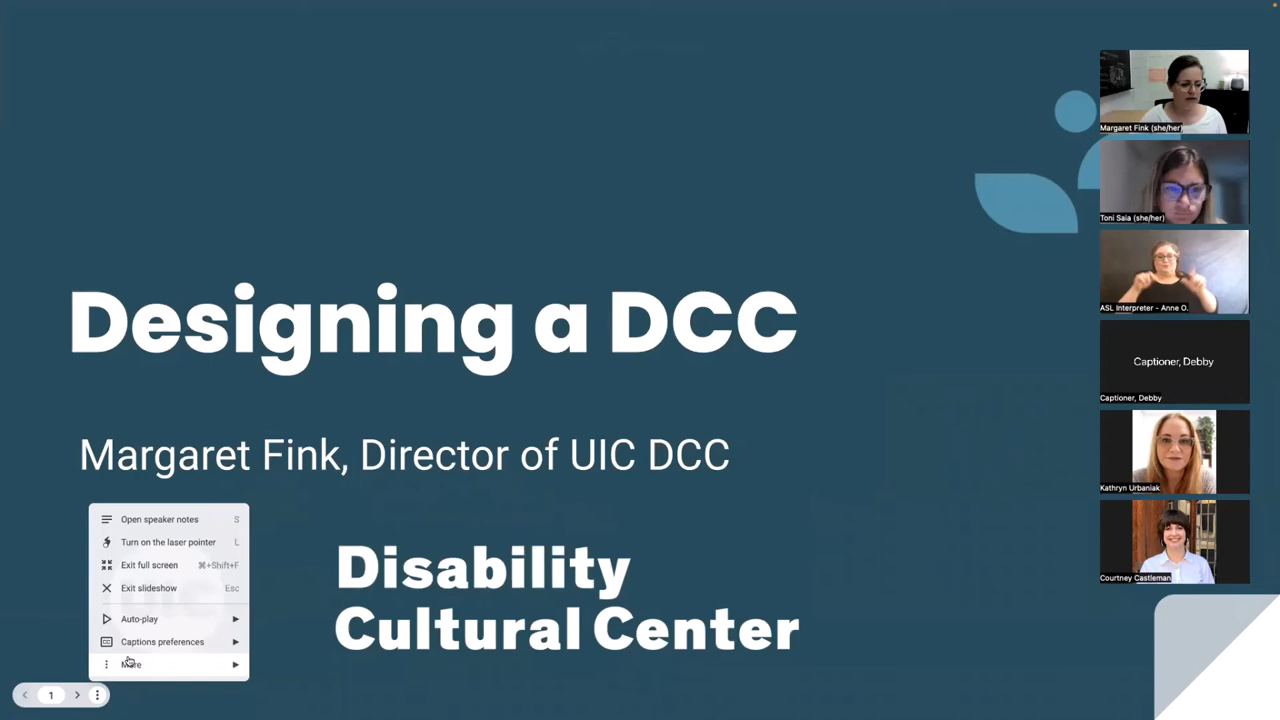 Designing a DCC
Margaret Fink, Director of UIC DCC
Open speaker notes S
Turn on the laser pointer L
Exit full screen ⌘+Shift+F
Exit slideshow Esc
Auto-play
CC Captions preferences
More
1
Disability
Cultural Center
Margaret Fink (she/her)
Toni Saia (she/her)
ASL Interpreter - Anne O.
Captioner, Debby
Captioner, Debby
Kathryn Urbaniak
Courtney Castleman